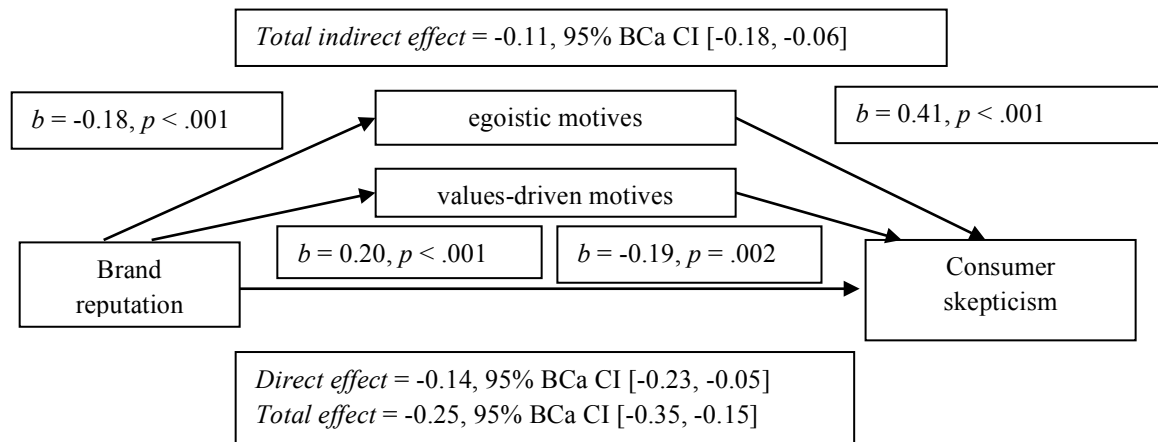 Total indirect effect = -0.11, 95% BCa CI [-0.18, -0.06]
b = -0.18, p < .001
egoistic motives
b = 0.41, p < .001
values-driven motives
b = 0.20, p < .001
b = -0.19, p = .002
Brand
reputation
Consumer
skepticism
Direct effect = -0.14, 95% BCa CI [-0.23, -0.05]
Total effect = -0.25, 95% BCa CI [-0.35, -0.15]